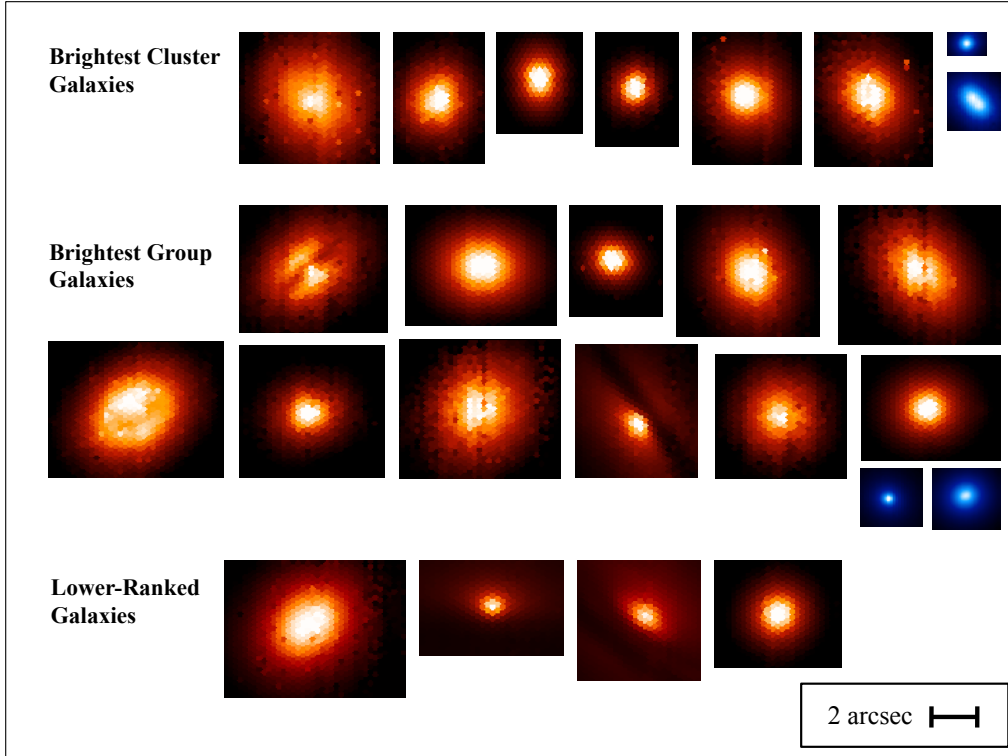 Brightest Cluster
Galaxies
Brightest Group
Galaxies
Lower-Ranked
Galaxies
2 arcsec